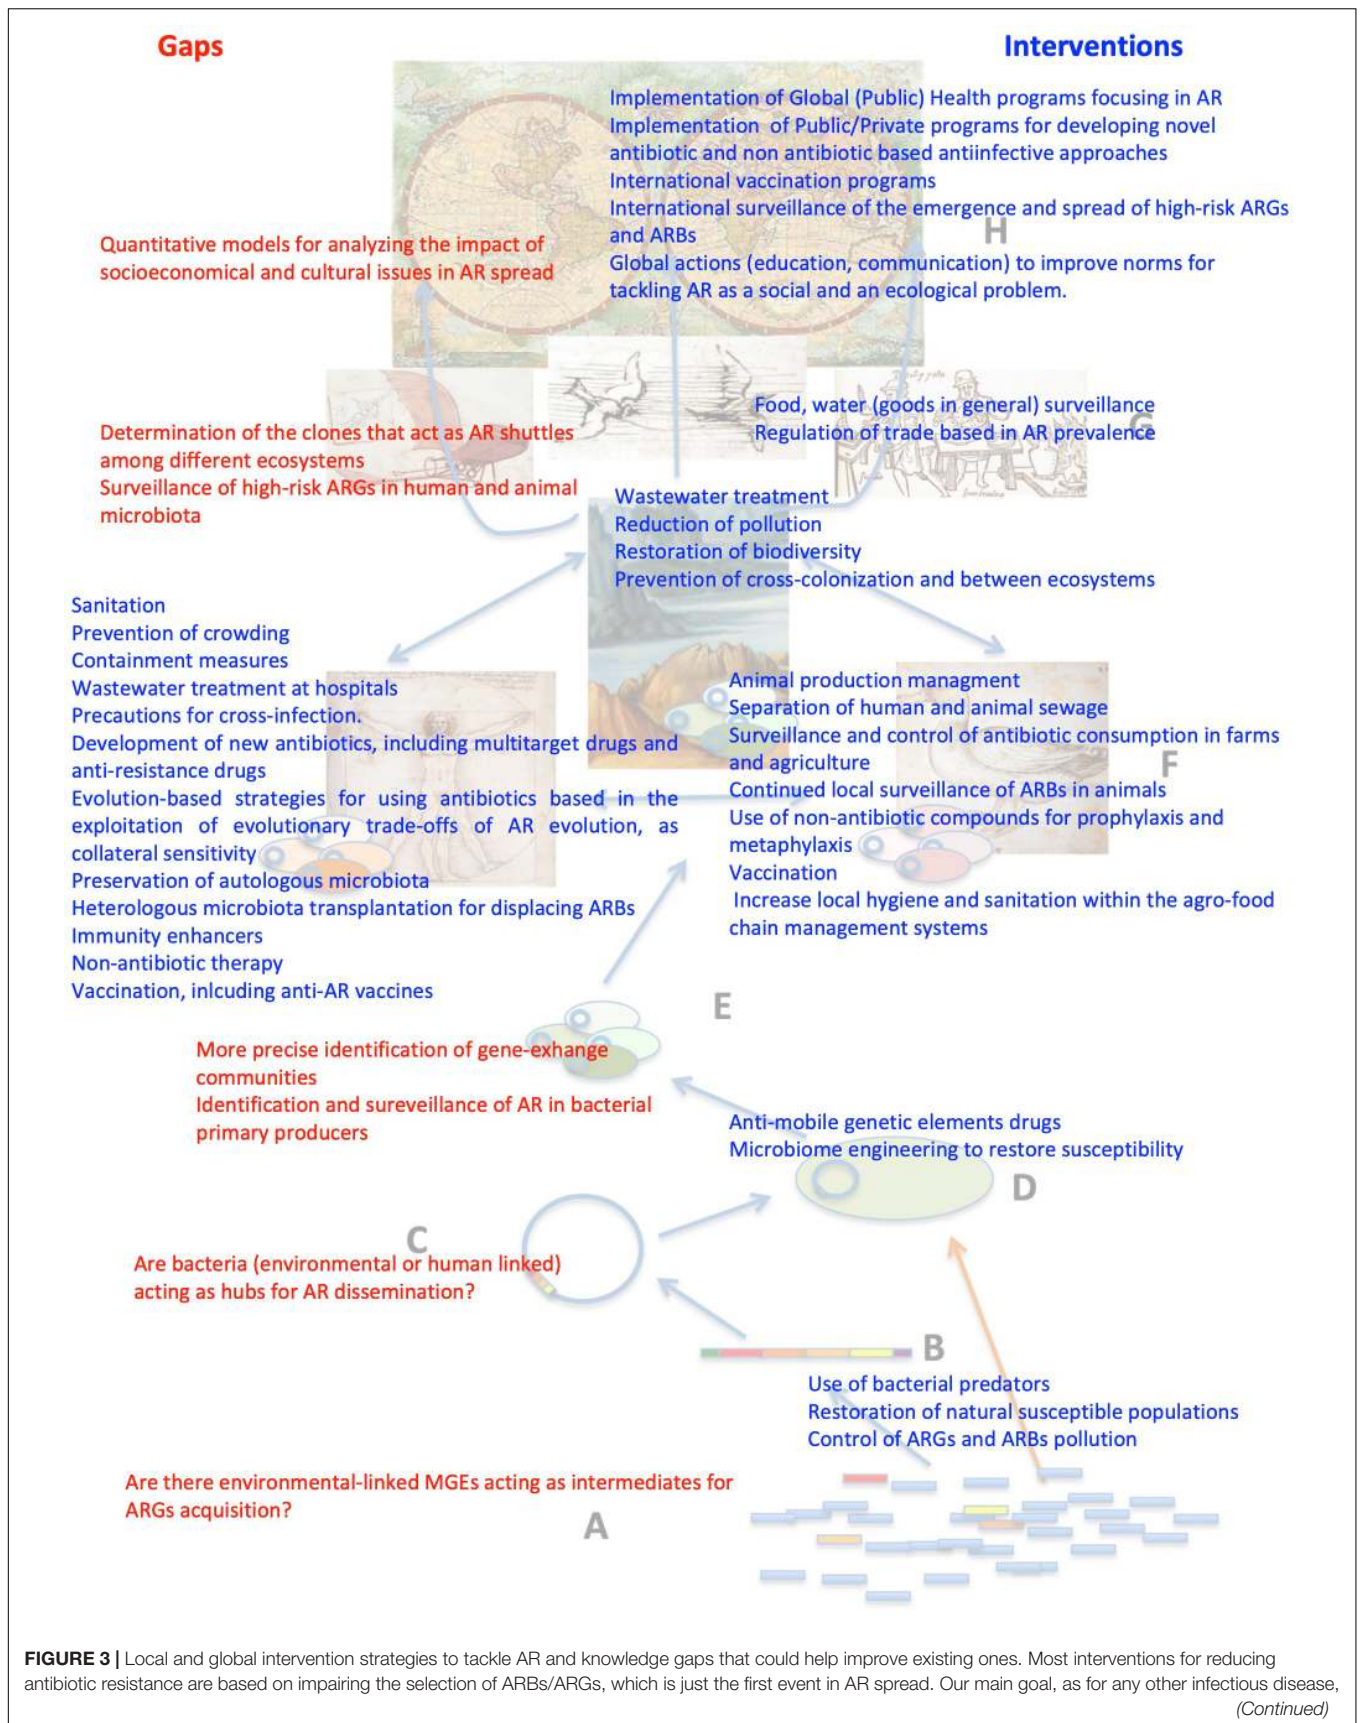 Gaps
Interventions
Implementation of Global (Public) Health programs focusing in AR
Implementation of Public/Private programs for developing novel
antibiotic and non antibiotic based antiinfective approaches
International vaccination programs
International surveillance of the emergence and spread of high-risk ARGs
and ARBs
H
Global actions (education, communication) to improve norms for
tackling AR as a social and an ecological problem.
Quantitative models for analyzing the impact of
socioeconomical and cultural issues in AR spread
Food, water (goods in general) surveillance
Regulation of trade based in AR prevalence
G
Determination of the clones that act as AR shuttles
among different ecosystems
Surveillance of high-risk ARGs in human and animal
microbiota
Wastewater treatment
Reduction of pollution
Restoration of biodiversity
Prevention of cross-colonization and between ecosystems
Sanitation
Prevention of crowding
Containment measures
Wastewater treatment at hospitals
Precautions for cross-infection.
Development of new antibiotics, including multitarget drugs and
anti-resistance drugs
Evolution-based strategies for using antibiotics based in the
exploitation of evolutionary trade-offs of AR evolution, as
collateral sensitivity
Preservation of autologous microbiota
Heterologous microbiota transplantation for displacing ARBs
Immunity enhancers
Non-antibiotic therapy
Vaccination, inlcuding anti-AR vaccines
Animal production managment
Separation of human and animal sewage
Surveillance and control of antibiotic consumption in farms
and agriculture
F
Continued local surveillance of ARBs in animals
Use of non-antibiotic compounds for prophylaxis and
metaphylaxis
Vaccination
Increase local hygiene and sanitation within the agro-food
chain management systems
E
More precise identification of gene-exhange
communities
Identification and sureveillance of AR in bacterial
primary producers
Anti-mobile genetic elements drugs
Microbiome engineering to restore susceptibility
D
C
Are bacteria (environmental or human linked)
acting as hubs for AR dissemination?
B
Use of bacterial predators
Restoration of natural susceptible populations
Control of ARGs and ARBs pollution
Are there environmental-linked MGEs acting as intermediates for
ARGs acquisition?
A
FIGURE 3 | Local and global intervention strategies to tackle AR and knowledge gaps that could help improve existing ones. Most interventions for reducing
antibiotic resistance are based on impairing the selection of ARBs/ARGs, which is just the first event in AR spread. Our main goal, as for any other infectious disease,
(Continued)